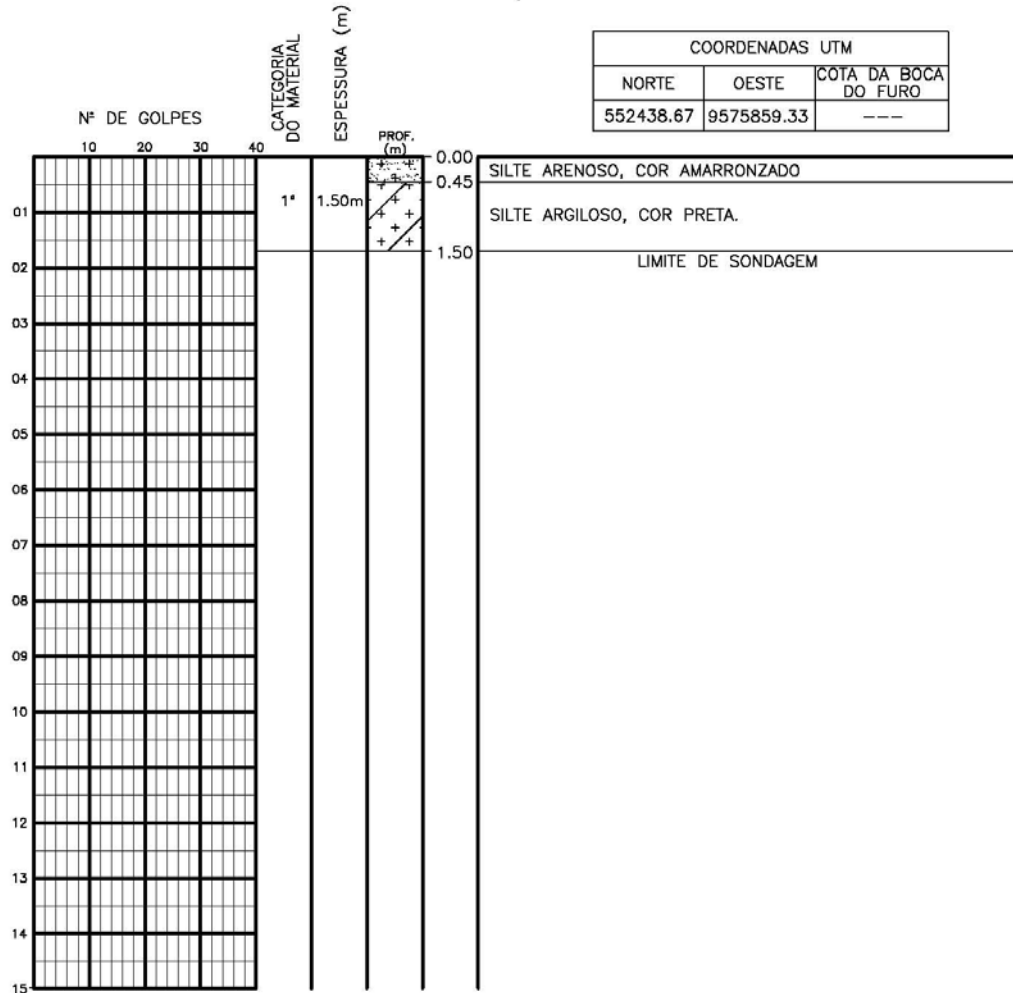 COORDENADAS UTM
NORTE OESTE COTA DA BOCA DO FURO
552438.67 9575859.33 ---
Nº DE GOLPES
CATEGORIA DO MATERIAL
ESPESSURA (m)
PROF. (m)
10 20 30 40
0.00
SILTE ARENOSO, COR AMARRONZADO
0.45
1ª 1.50m
SILTE ARGILOSO, COR PRETA.
1.50
LIMITE DE SONDAGEM
01
02
03
04
05
06
07
08
09
10
11
12
13
14
15